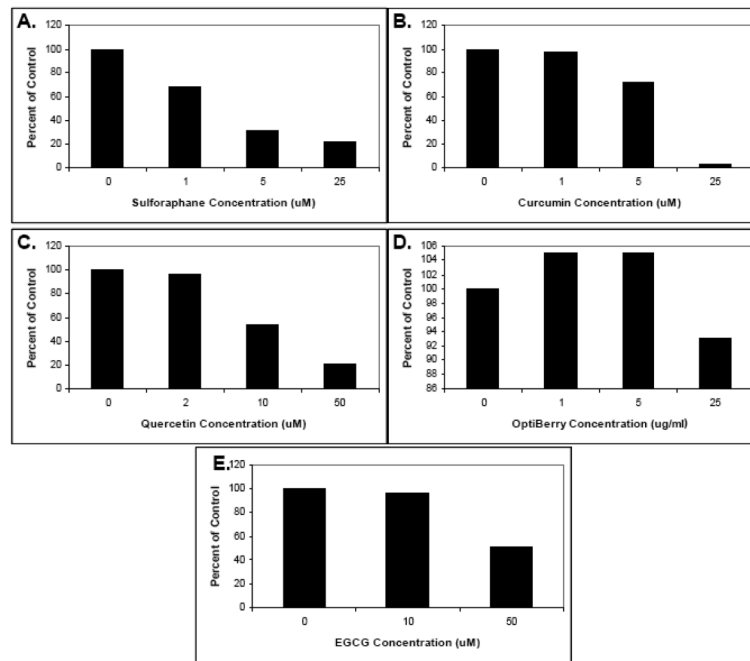 A.
120
100
80
60
40
20
0
Percent of Control
0 1 5 25
Sulforaphane Concentration (uM)
B.
120
100
80
60
40
20
0
Percent of Control
0 1 5 25
Curcumin Concentration (uM)
C.
120
100
80
60
40
20
0
Percent of Control
0 2 10 50
Quercetin Concentration (uM)
D.
106
104
102
100
98
96
94
92
90
88
86
Percent of Control
0 1 5 25
OptiBerry Concentration (ug/ml)
E.
120
100
80
60
40
20
0
Percent of Control
0 10 50
EGCG Concentration (uM)